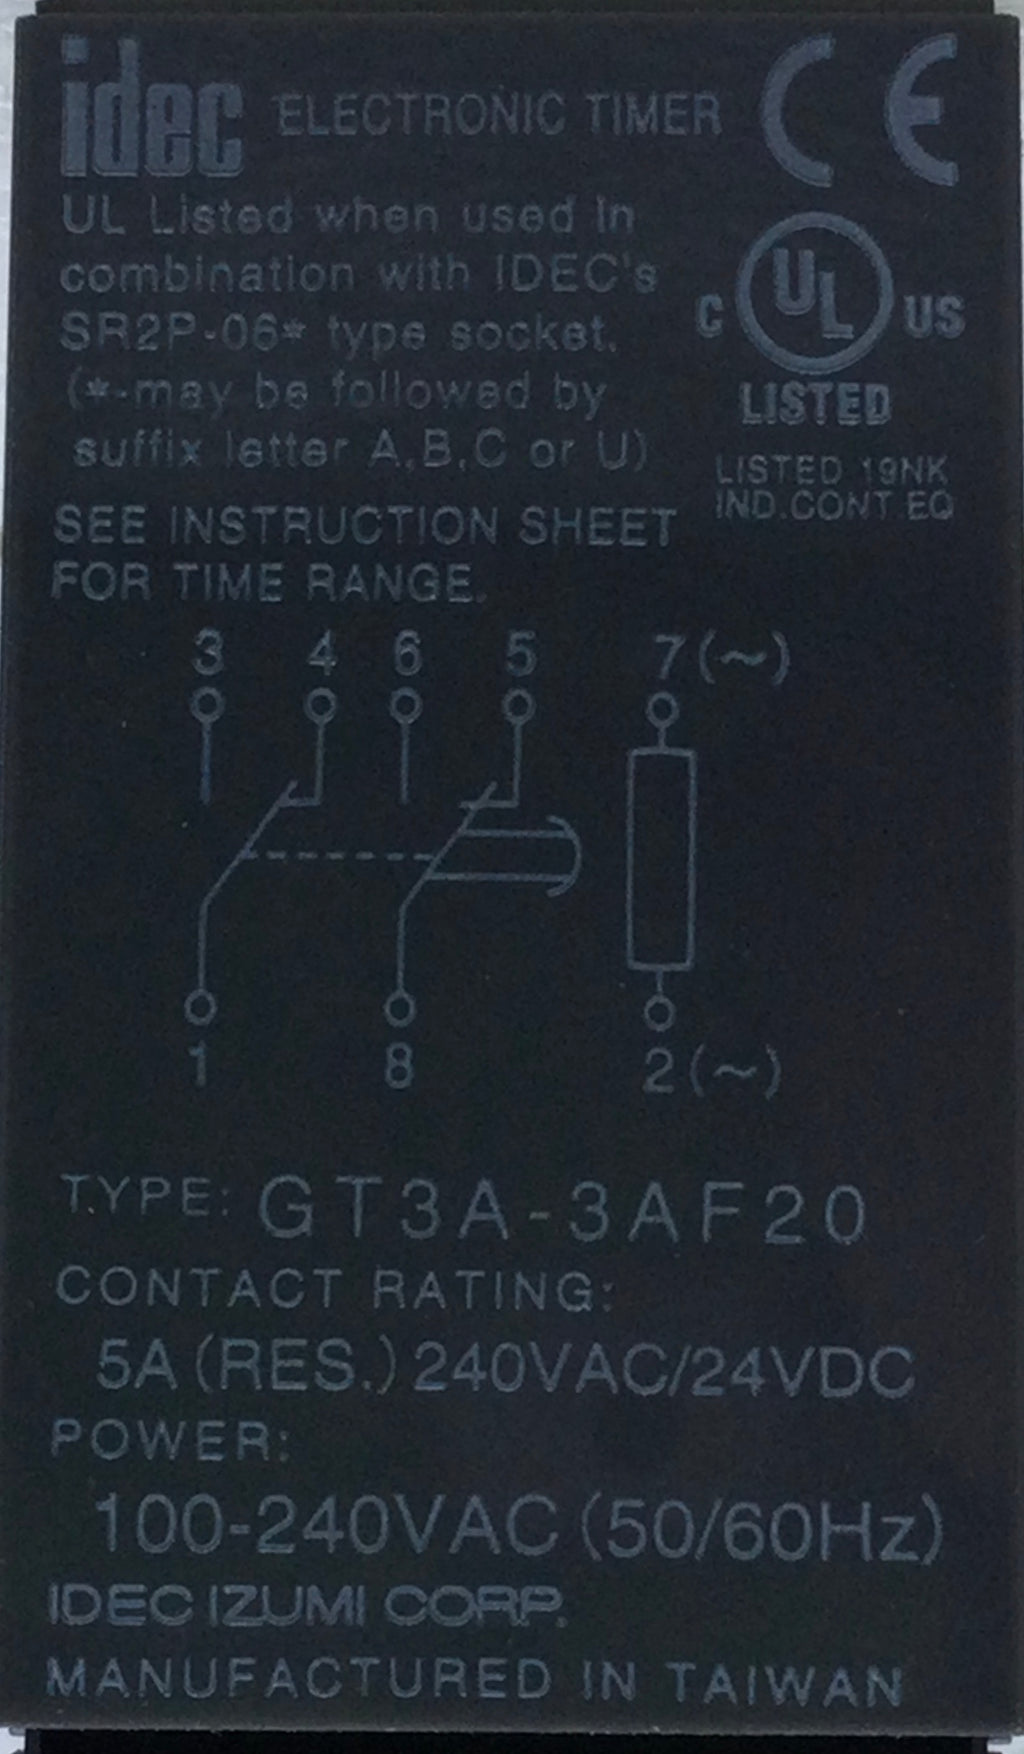 idec ELECTRONIC TIMER CE
UL Listed when used in
combination with IDEC's
SR2P-06* type socket.
(*-may be followed by
suffix letter A,B,C or U)
C UL US
LISTED
LISTED 19NK
IND.CONT.EQ
SEE INSTRUCTION SHEET
FOR TIME RANGE.
3 4 6 5 7(~)
1 8 2(~)
TYPE: GT3A-3AF20
CONTACT RATING:
5A (RES.) 240VAC/24VDC
POWER:
100-240VAC (50/60Hz)
IDEC IZUMI CORP.
MANUFACTURED IN TAIWAN